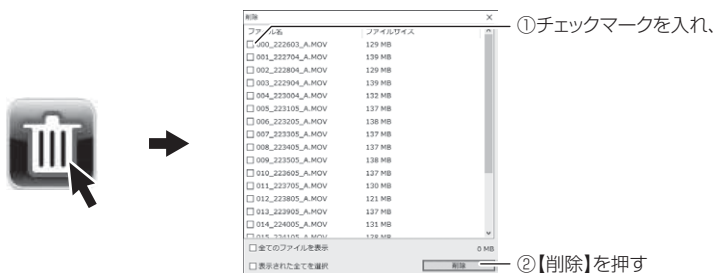 削除
ファイル名 ファイルサイズ
000_222603_A.MOV 129 MB
001_222704_A.MOV 139 MB
002_222804_A.MOV 129 MB
003_222904_A.MOV 139 MB
004_223004_A.MOV 132 MB
005_223105_A.MOV 137 MB
006_223205_A.MOV 138 MB
007_223305_A.MOV 137 MB
008_223405_A.MOV 137 MB
009_223505_A.MOV 138 MB
010_223605_A.MOV 137 MB
011_223705_A.MOV 130 MB
012_223805_A.MOV 121 MB
013_223905_A.MOV 137 MB
014_224005_A.MOV 131 MB
015_224105_A.MOV 128 MB
全てのファイルを表示 0 MB
表示された全てを選択 削除
①チェックマークを入れ、
②【削除】を押す